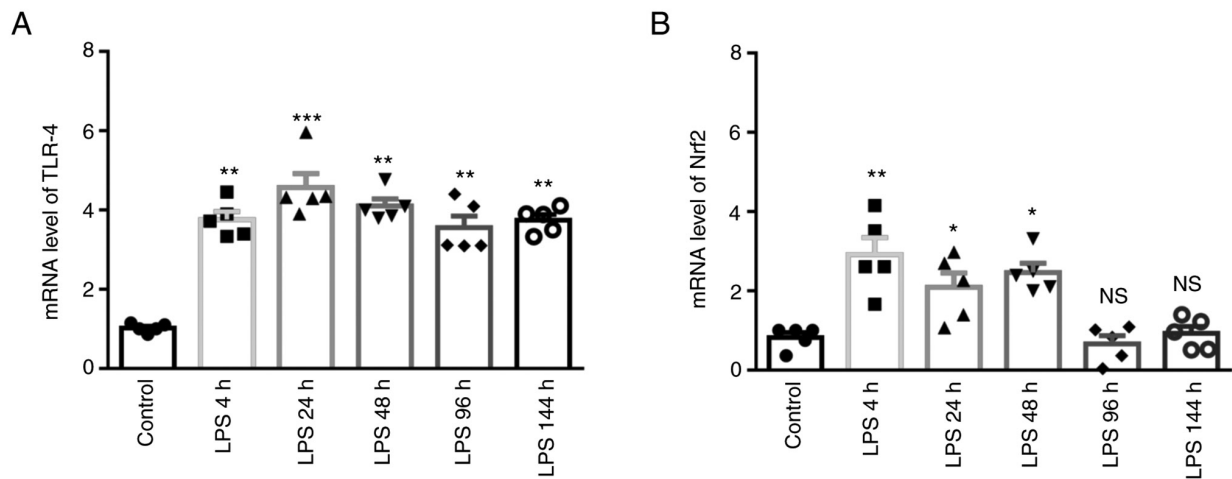 A
mRNA level of TLR-4
8
6
4
2
0
**
***
**
**
**
Control
LPS 4 h
LPS 24 h
LPS 48 h
LPS 96 h
LPS 144 h
B
mRNA level of Nrf2
8
6
4
2
0
**
*
*
NS
NS
Control
LPS 4 h
LPS 24 h
LPS 48 h
LPS 96 h
LPS 144 h